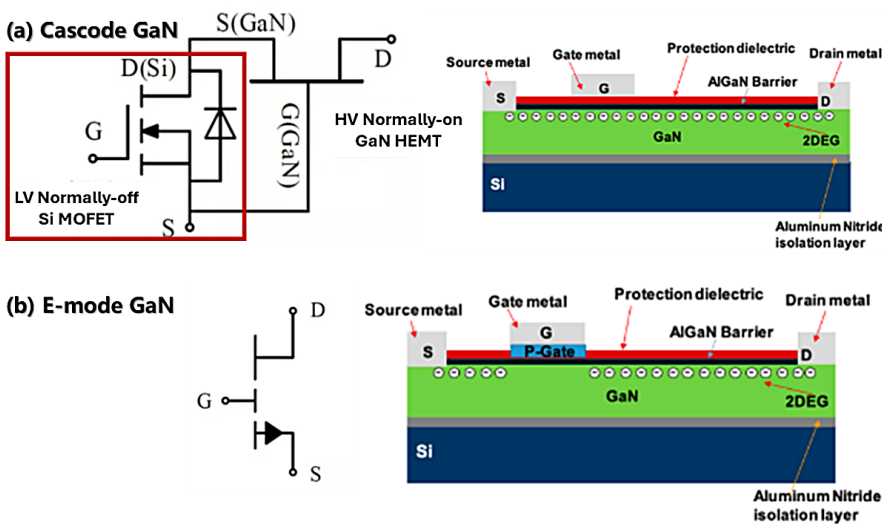 (a) Cascode GaN
S(GaN)
D
D(Si)
G
G(GaN)
HV Normally-on
GaN HEMT
LV Normally-off
Si MOFET
S
Source metal
Gate metal
Protection dielectric
Drain metal
AlGaN Barrier
S
G
D
GaN
2DEG
Si
Aluminum Nitride
isolation layer
(b) E-mode GaN
D
G
S
Source metal
Gate metal
Protection dielectric
Drain metal
AlGaN Barrier
G
S
P-Gate
D
GaN
2DEG
Si
Aluminum Nitride
isolation layer